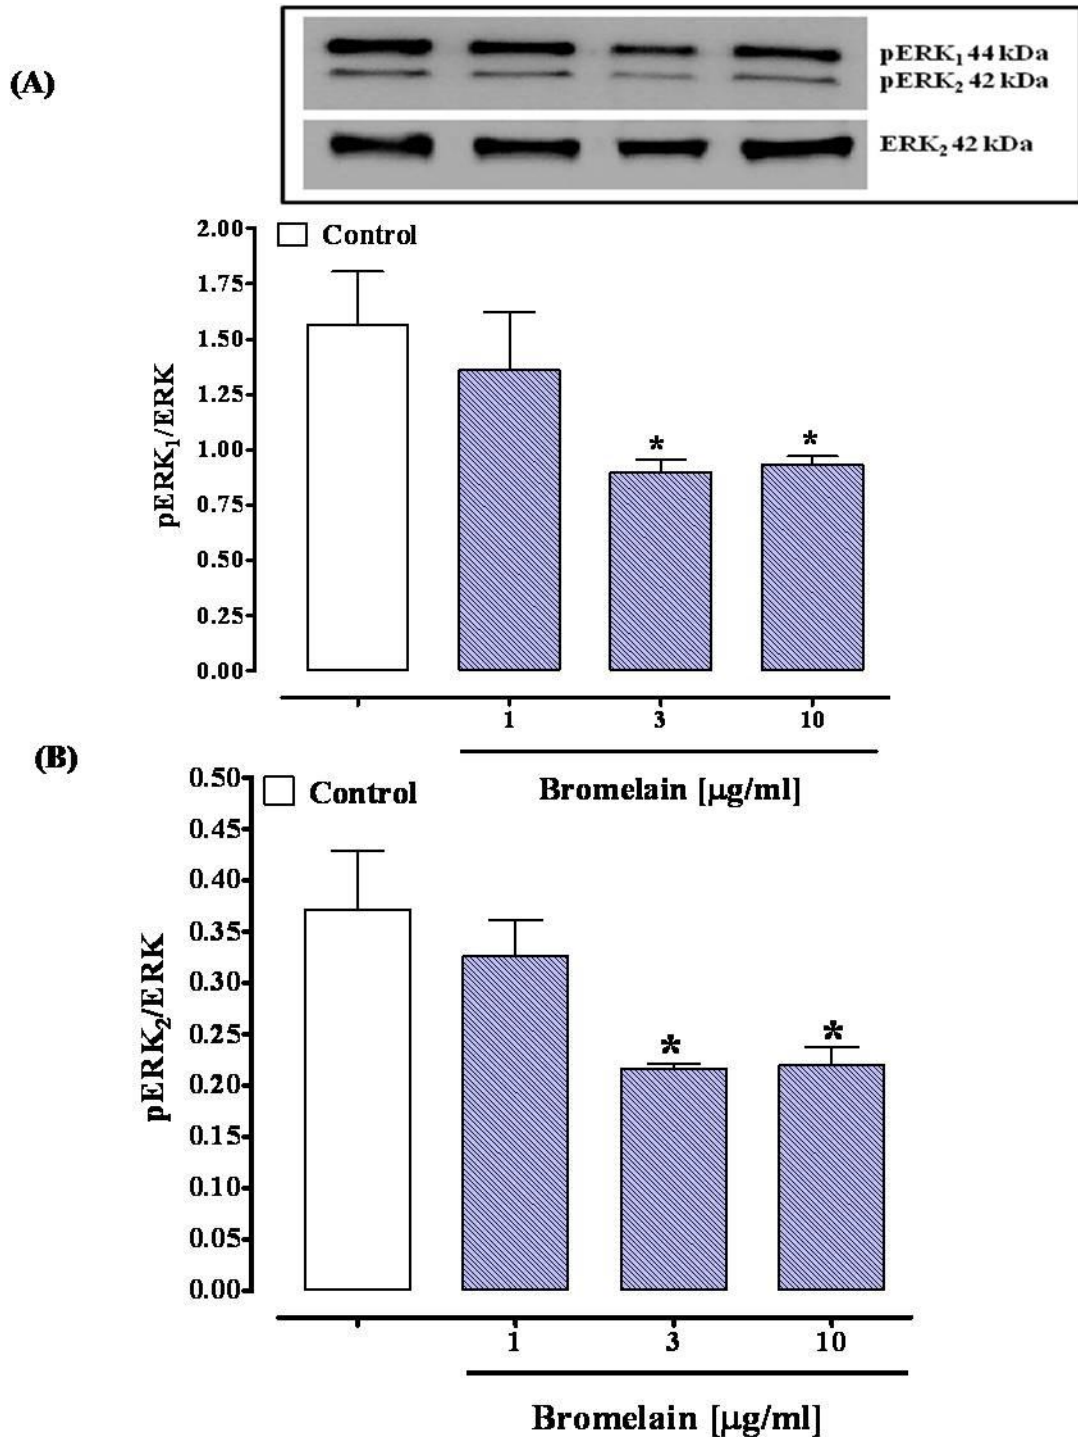 (A)
pERK₁ 44 kDa
pERK₂ 42 kDa
ERK₂ 42 kDa
Control
2.00
1.75
1.50
1.25
1.00
0.75
0.50
0.25
0.00
pERK₁/ERK
*
*
1 3 10
Bromelain [μg/ml]
(B)
Control
0.50
0.45
0.40
0.35
0.30
0.25
0.20
0.15
0.10
0.05
0.00
pERK₂/ERK
*
*
1 3 10
Bromelain [μg/ml]